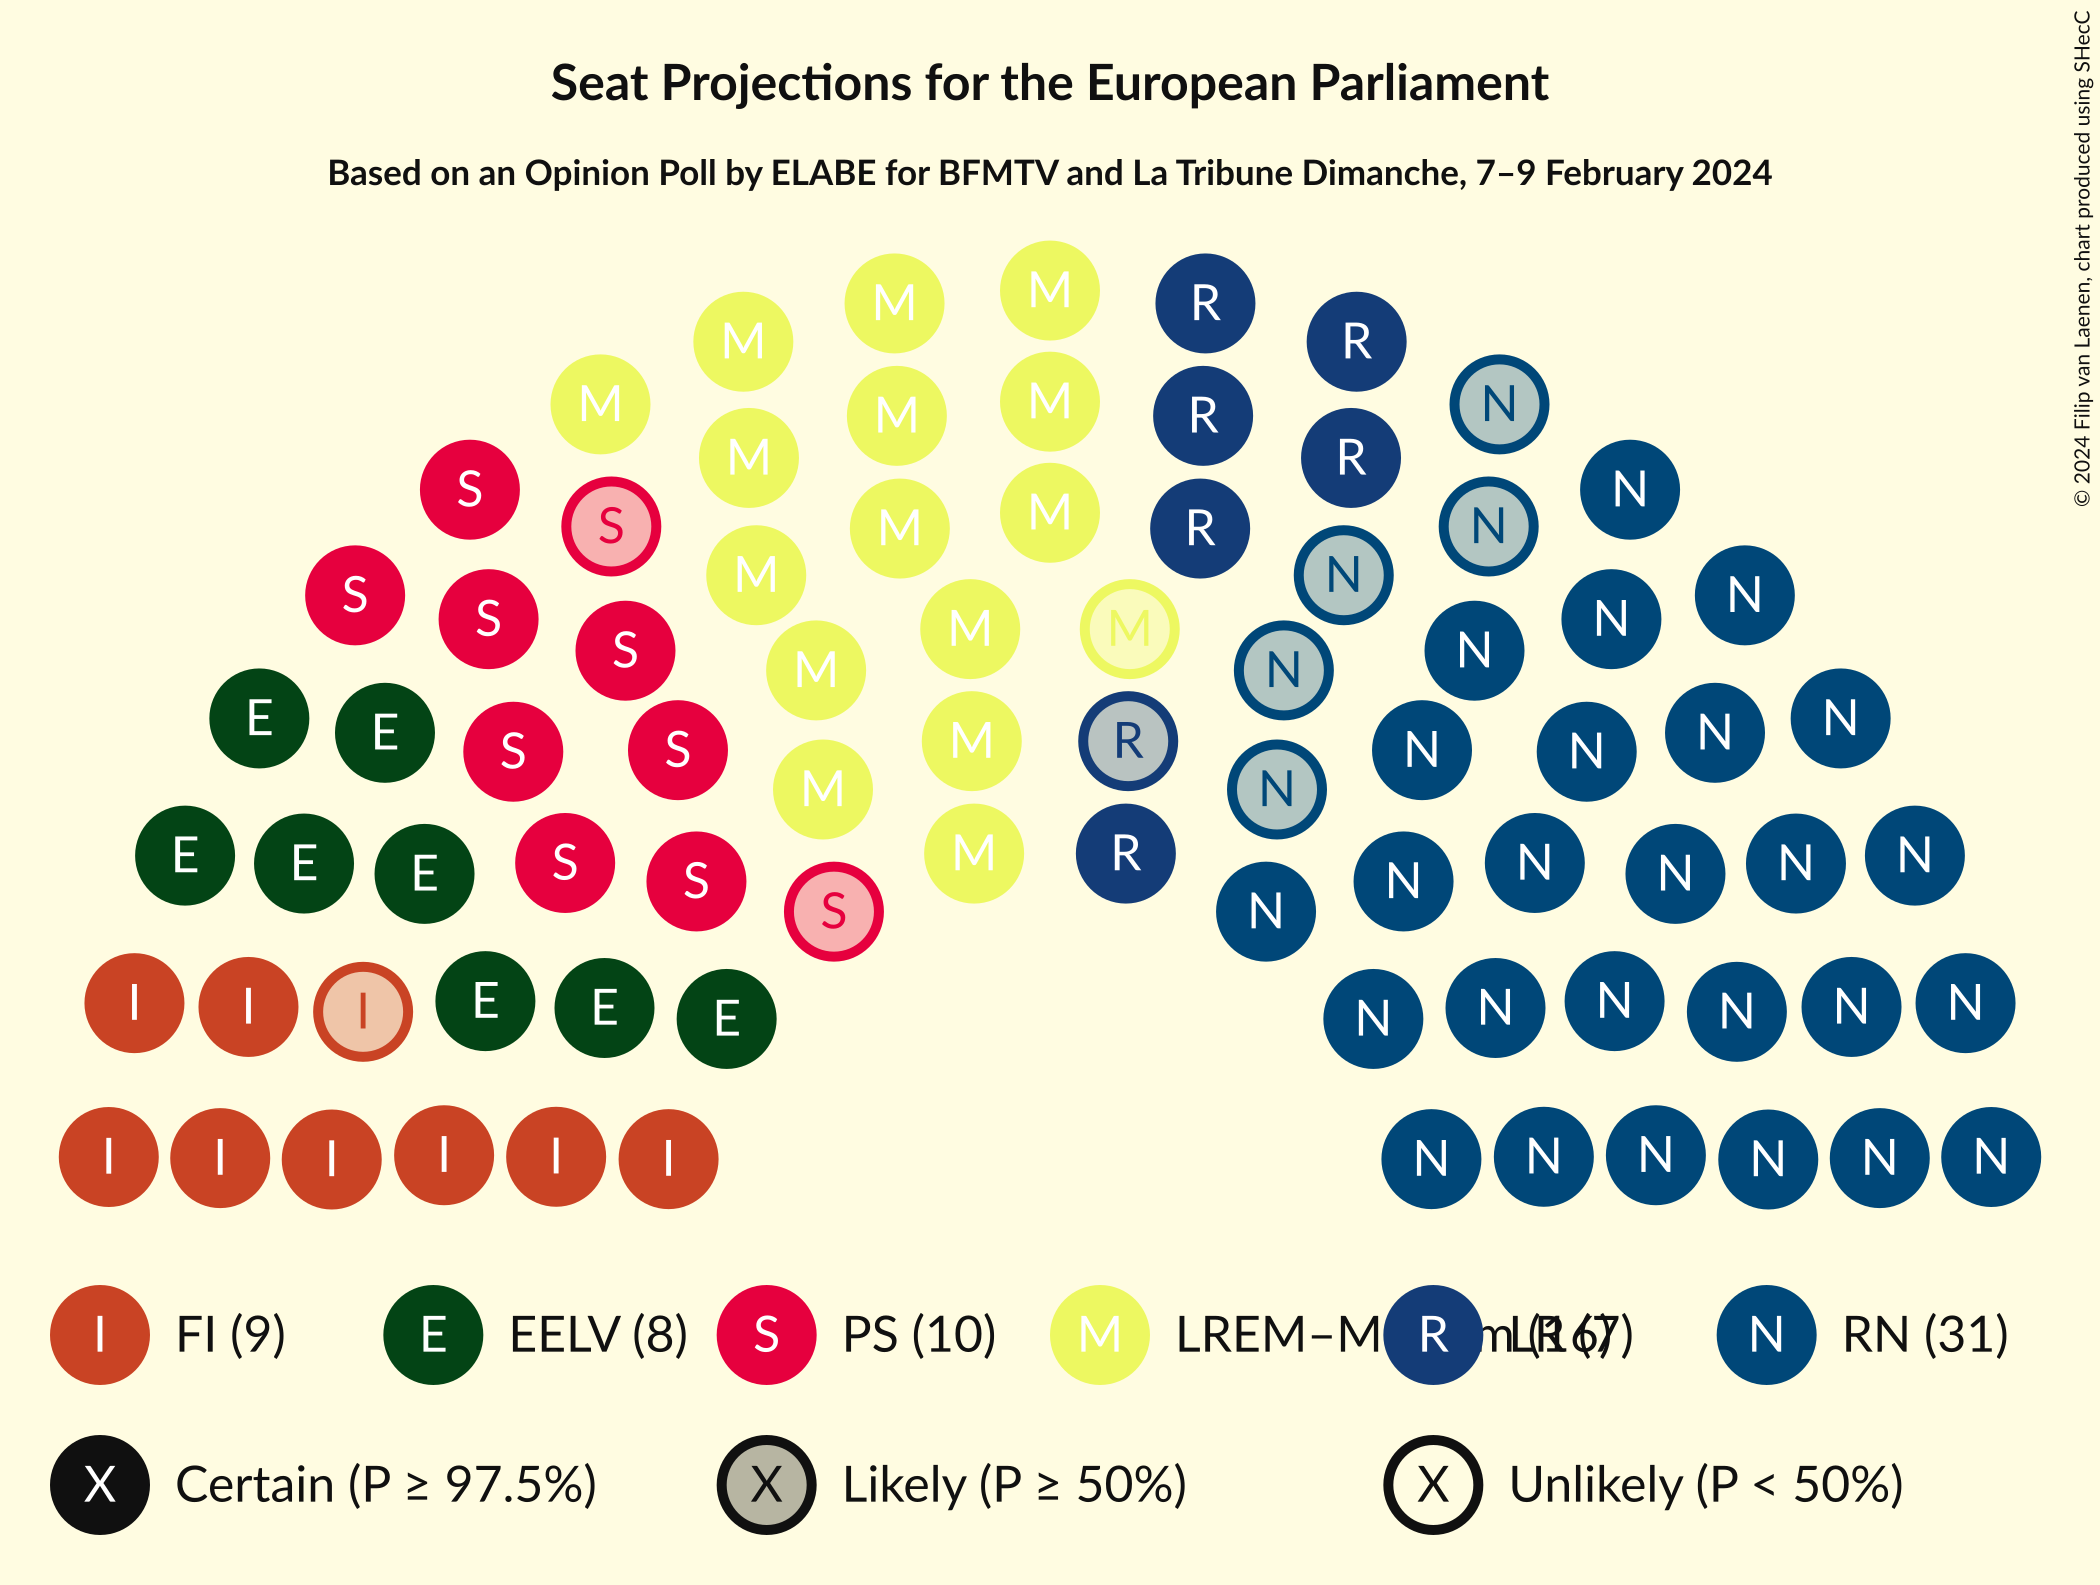 Seat Projections for the European Parliament
Based on an Opinion Poll by ELABE for BFMTV and La Tribune Dimanche, 7–9 February 2024
© 2024 Filip van Laenen, chart produced using SHecC
M M M R R
M M M M R R N
S S M M M R N N N
S S S M M M N N N N N
E E S S M M R N N N N N
E E E S S S M R N N N N N N N
I I I E E E N N N N N N
I I I I I I N N N N N N
I FI (9) E EELV (8) S PS (10) M LREM–M R LR (7) N RN (31)
X Certain (P ≥ 97.5%) X Likely (P ≥ 50%) X Unlikely (P < 50%)